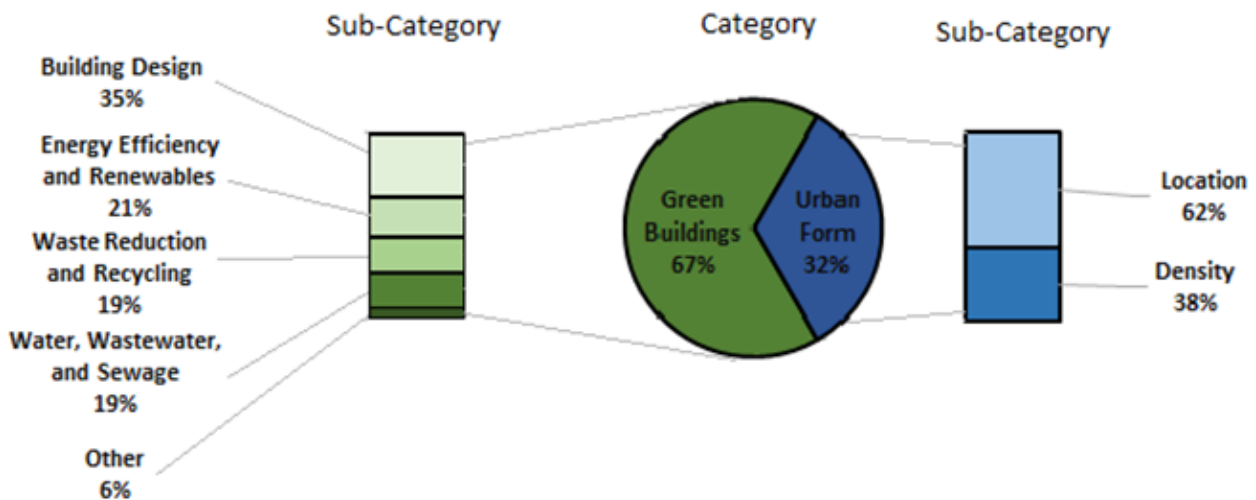 Sub-Category
Category
Sub-Category
Building Design
35%
Energy Efficiency
and Renewables
21%
Waste Reduction
and Recycling
19%
Water, Wastewater,
and Sewage
19%
Other
6%
Green
Buildings
67%
Urban
Form
32%
Location
62%
Density
38%